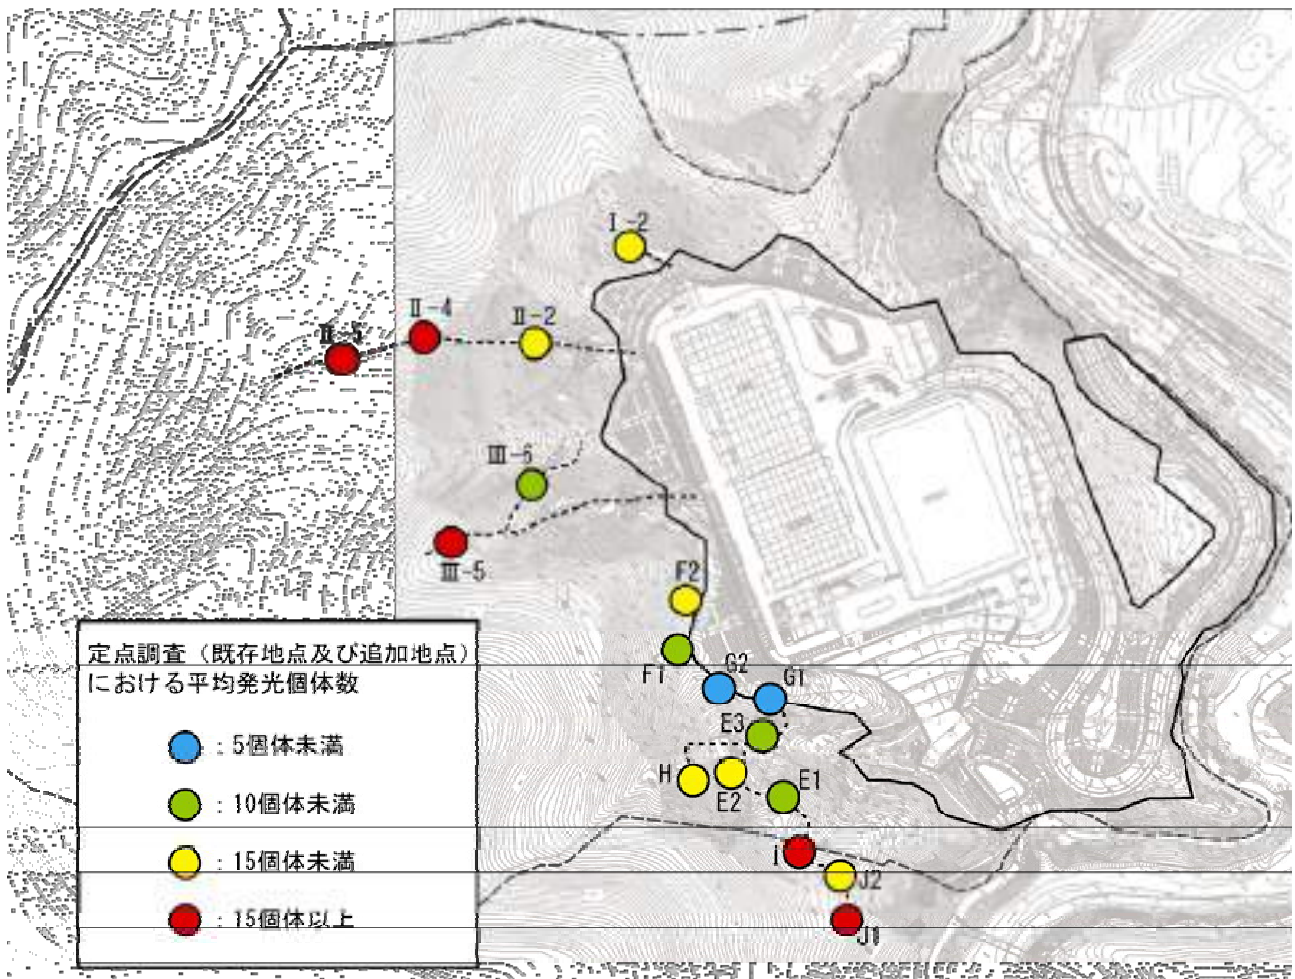 I-2
II-4
II-2
II-5
III-6
III-5
F2
F1
G2
G1
E3
H
E2
E1
I
J2
J1
定点調査（既存地点及び追加地点）
における平均発光個体数
：5個体未満
：10個体未満
：15個体未満
：15個体以上